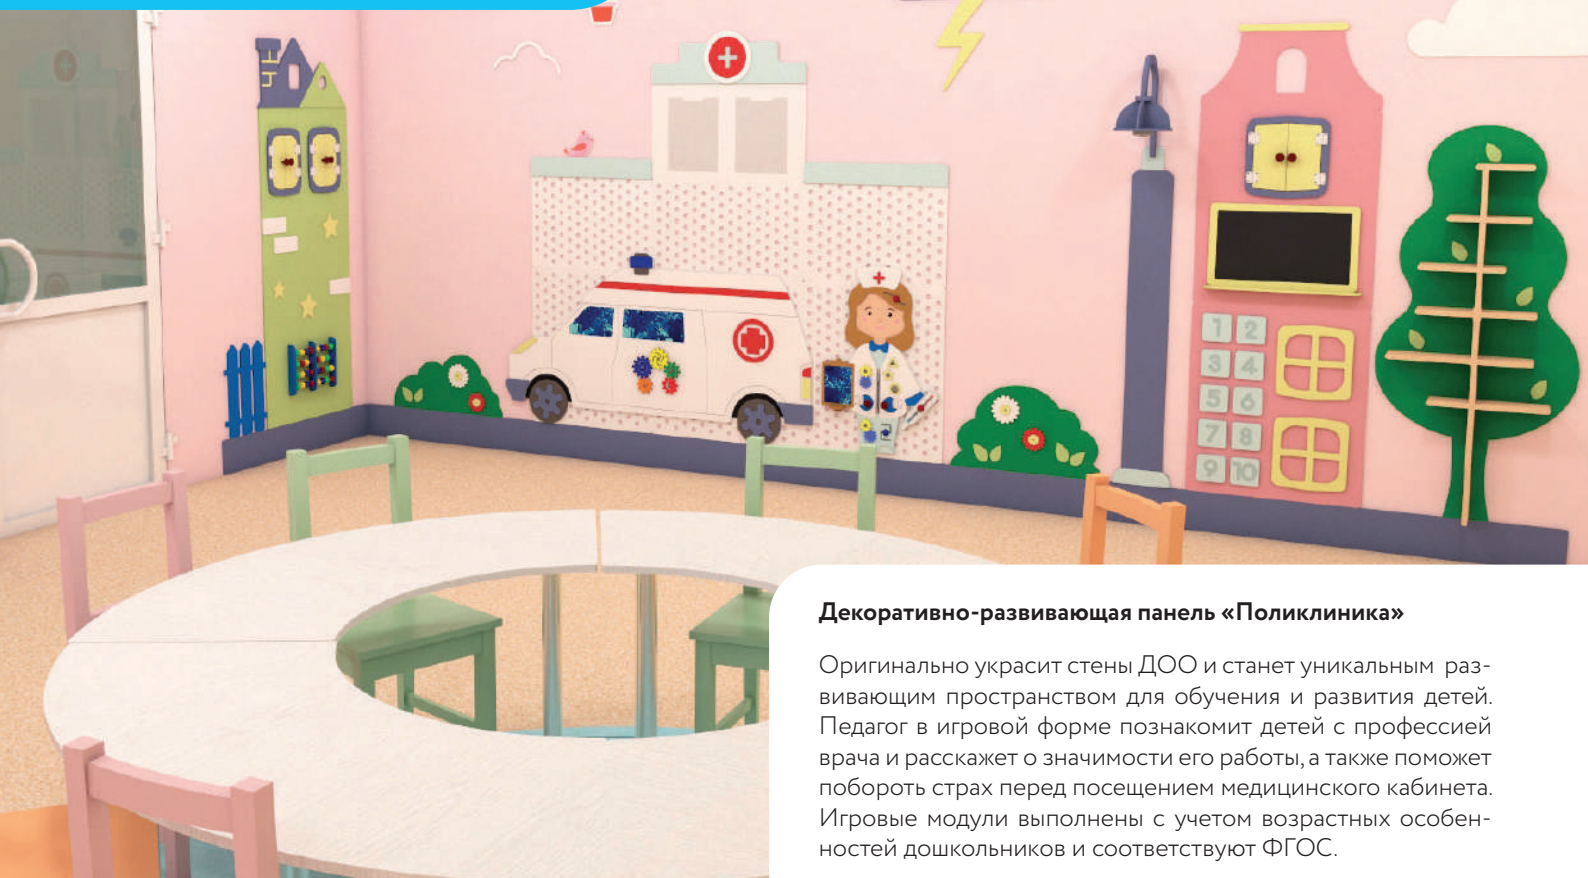 1 2
3 4
5 6
7 8
9 10
Декоративно-развивающая панель «Поликлиника»
Оригинально украсит стены ДОО и станет уникальным раз-
вивающим пространством для обучения и развития детей.
Педагог в игровой форме познакомит детей с профессией
врача и расскажет о значимости его работы, а также поможет
побороть страх перед посещением медицинского кабинета.
Игровые модули выполнены с учетом возрастных особен-
ностей дошкольников и соответствуют ФГОС.